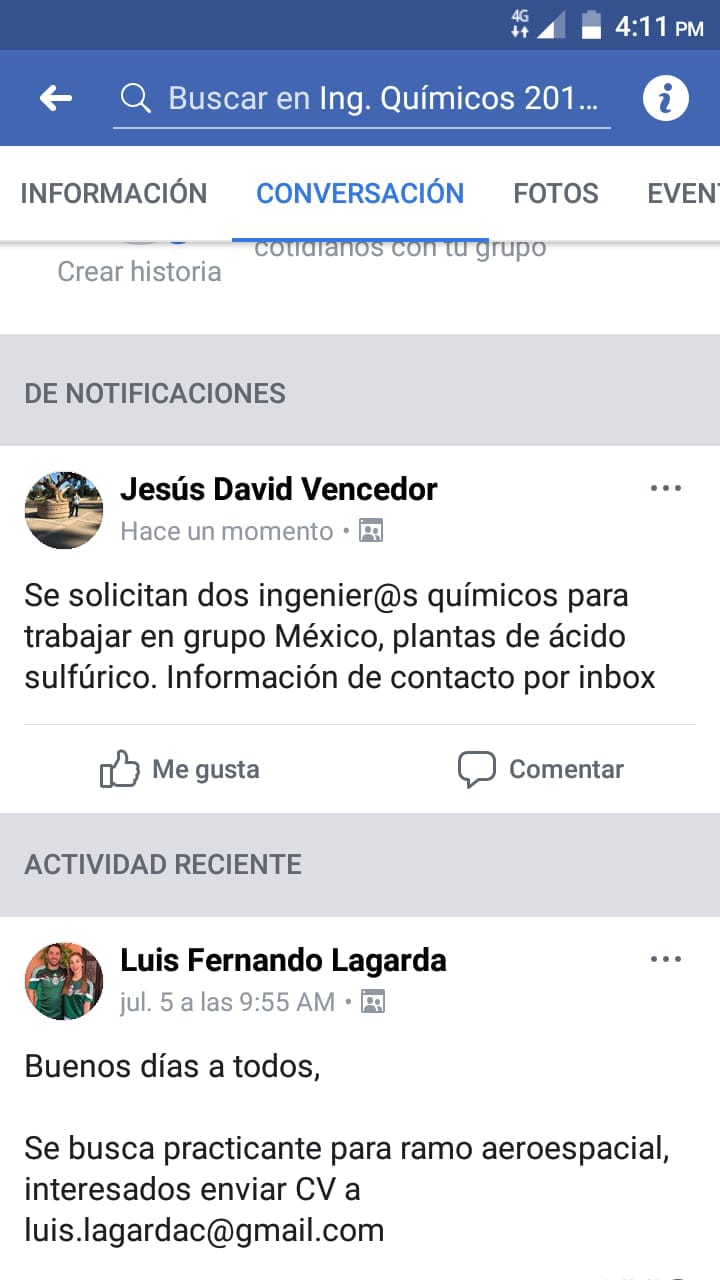 4G 4:11 PM
Buscar en Ing. Químicos 201...
INFORMACIÓN CONVERSACIÓN FOTOS EVEN
Crear historia
cotidianos con tu grupo
DE NOTIFICACIONES
Jesús David Vencedor
Hace un momento •
Se solicitan dos ingenier@s químicos para
trabajar en grupo México, plantas de ácido
sulfúrico. Información de contacto por inbox
Me gusta Comentar
ACTIVIDAD RECIENTE
Luis Fernando Lagarda
jul. 5 a las 9:55 AM •
Buenos días a todos,
Se busca practicante para ramo aeroespacial,
interesados enviar CV a
luis.lagardac@gmail.com